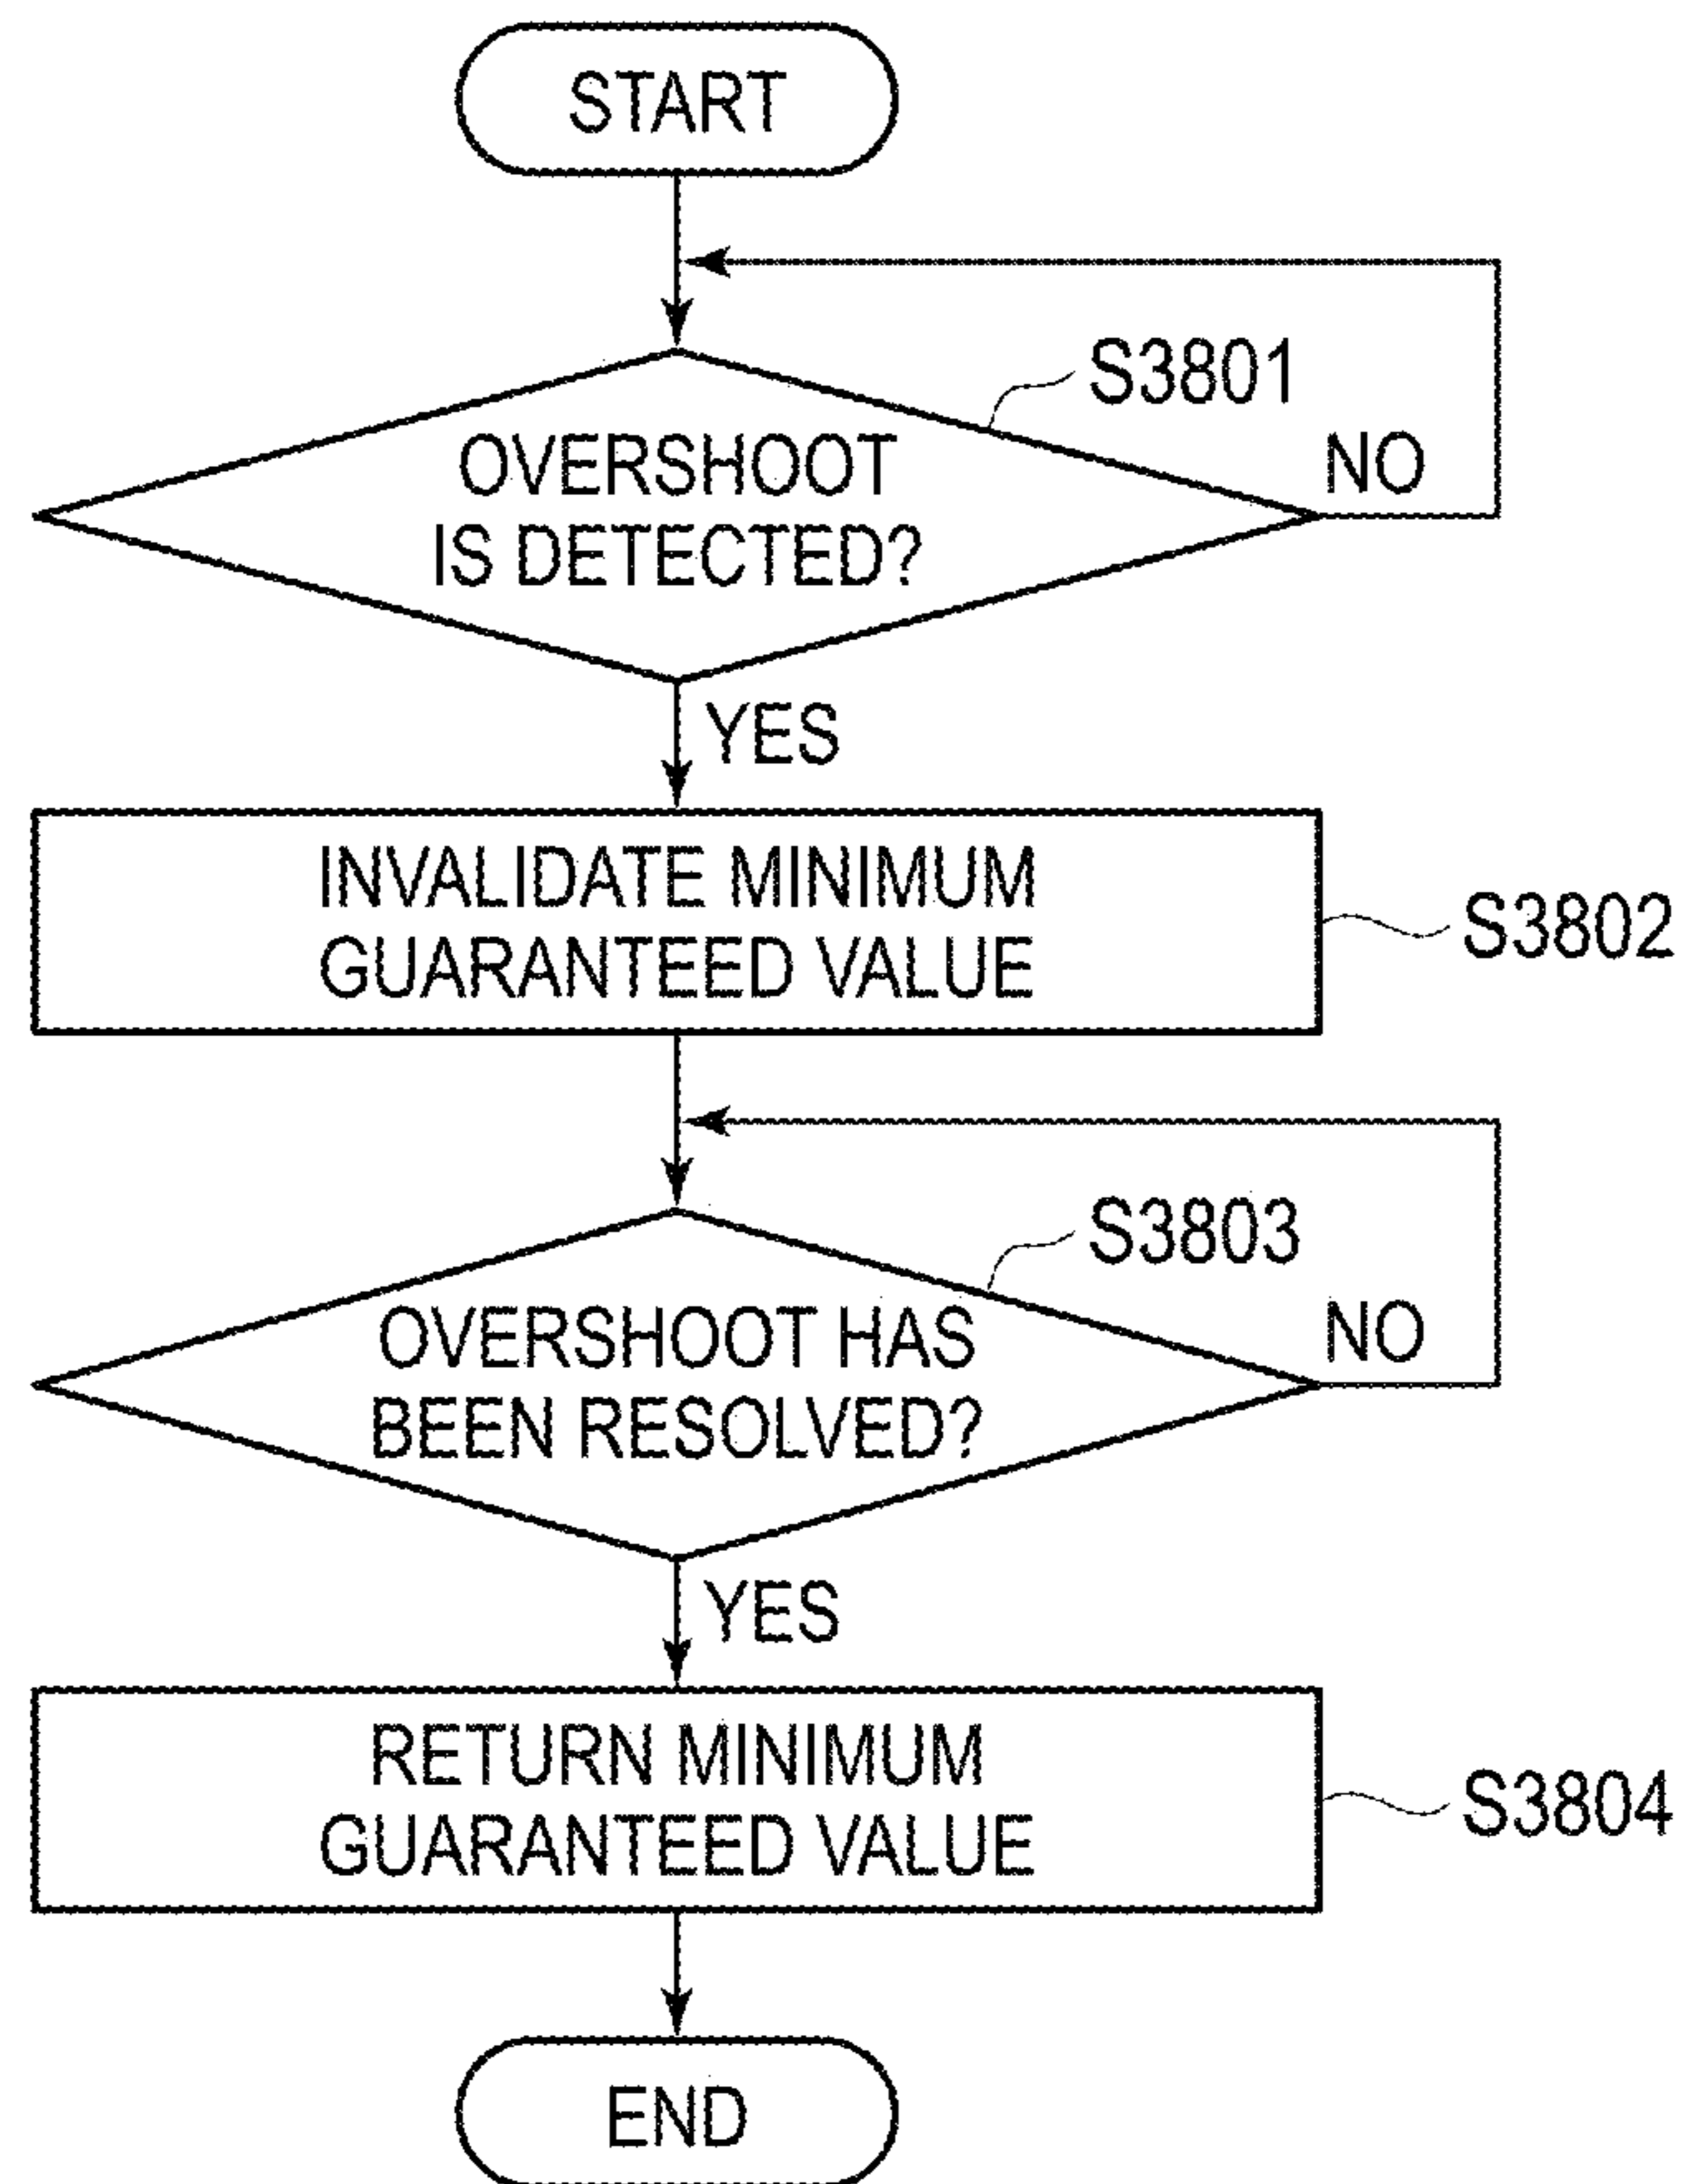 START
S3801
OVERSHOOT
IS DETECTED?
NO
YES
INVALIDATE MINIMUM
GUARANTEED VALUE
S3802
S3803
OVERSHOOT HAS
BEEN RESOLVED?
NO
YES
RETURN MINIMUM
GUARANTEED VALUE
S3804
END